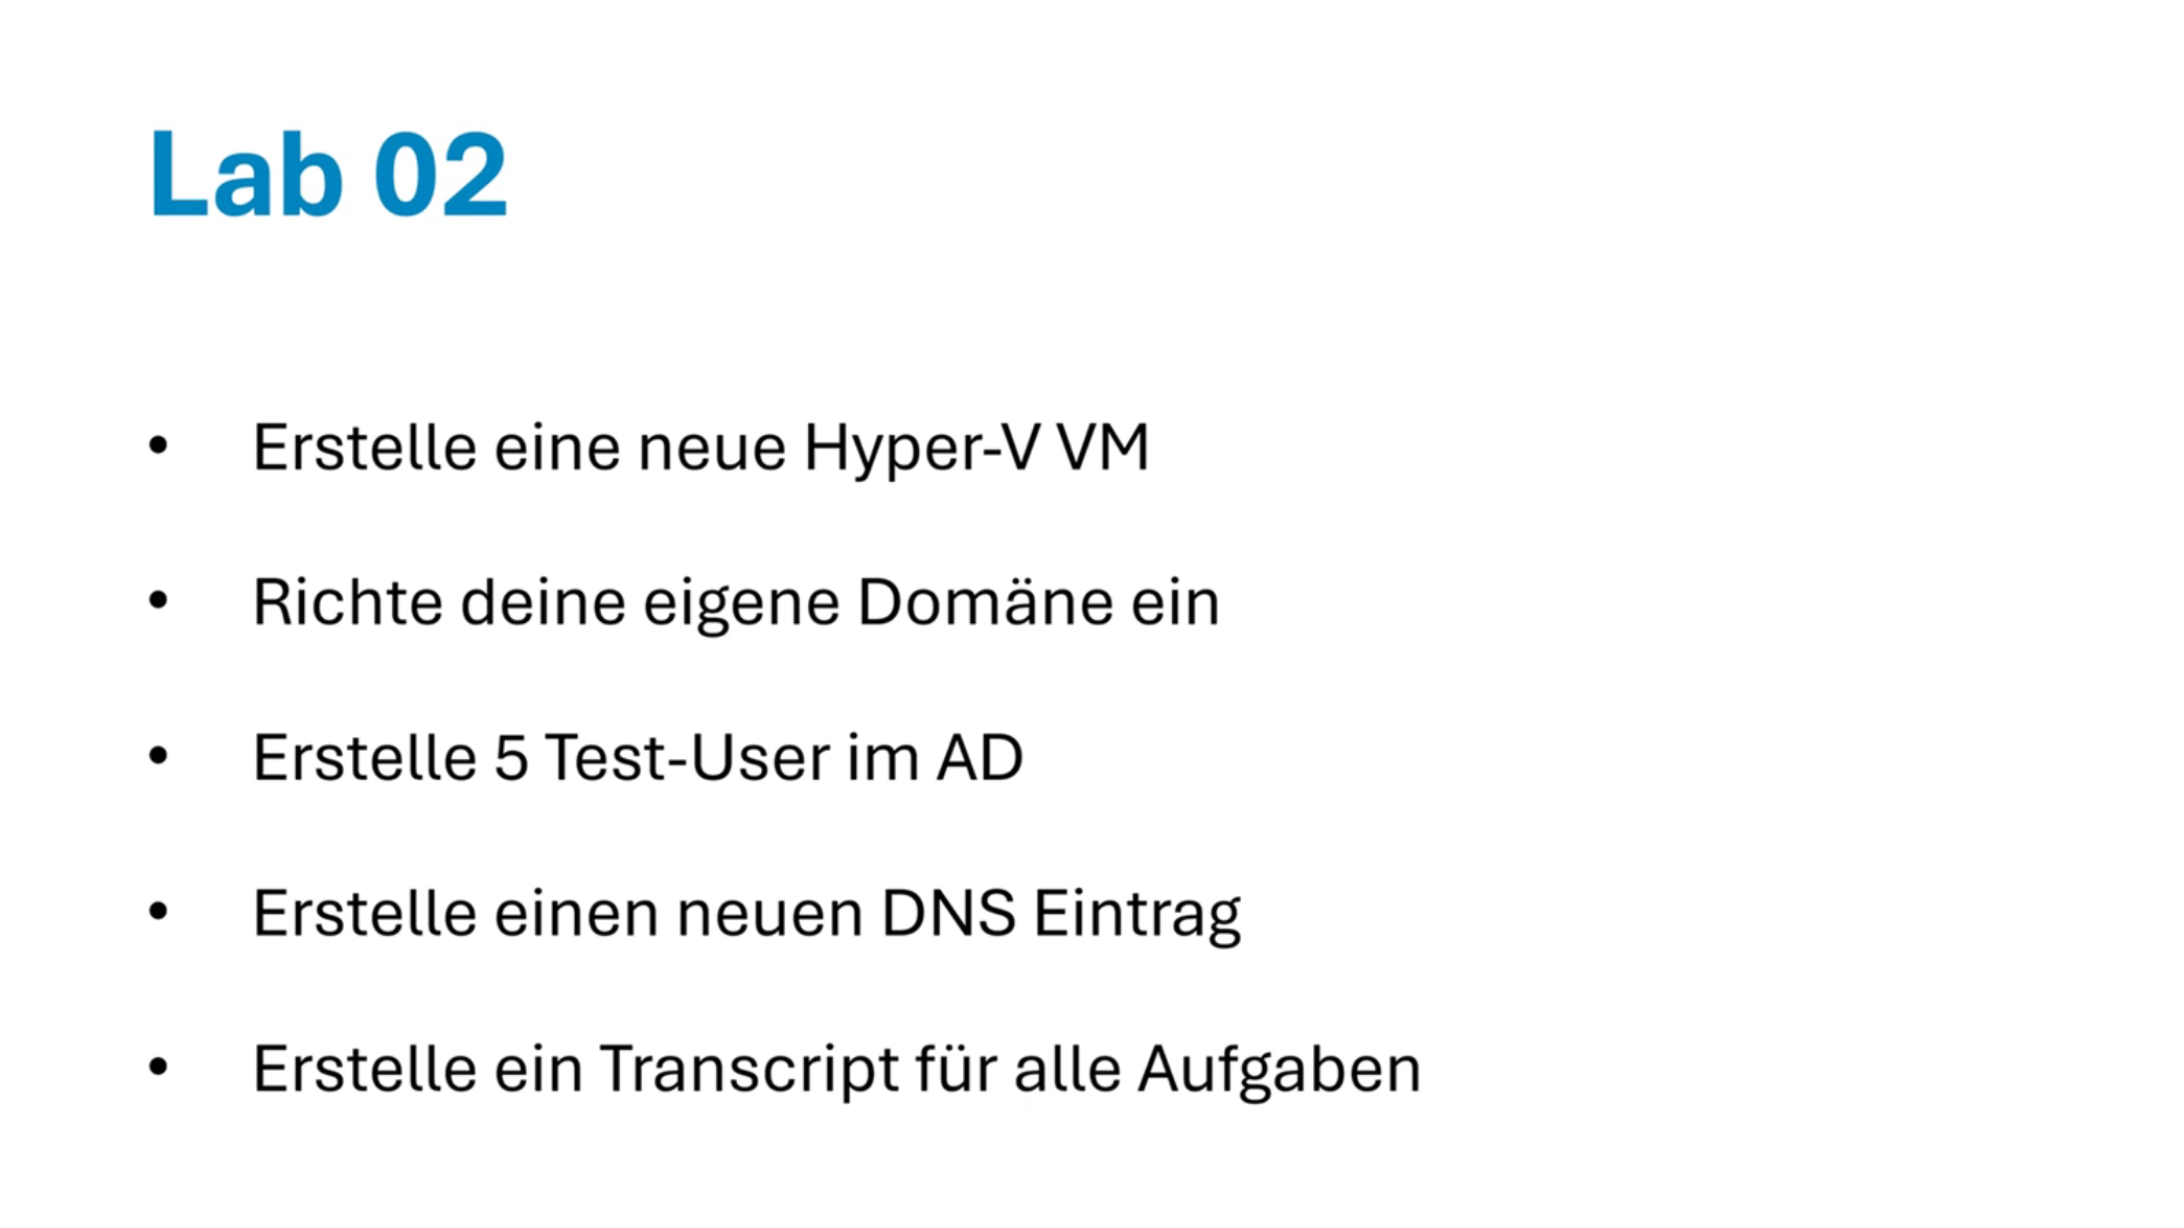 Lab 02
• Erstelle eine neue Hyper-V VM
• Richte deine eigene Domäne ein
• Erstelle 5 Test-User im AD
• Erstelle einen neuen DNS Eintrag
• Erstelle ein Transcript für alle Aufgaben